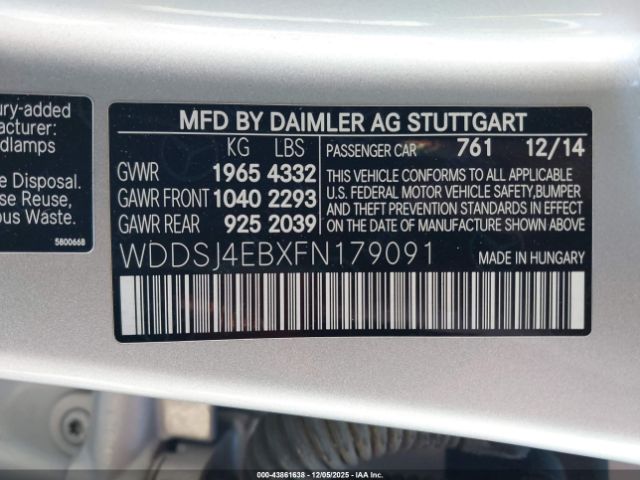 ury-added
acturer:
dlamps
e Disposal.
se Reuse,
ous Waste.
5800668
MFD BY DAIMLER AG STUTTGART
KG LBS
GVWR 1965 4332
GAWR FRONT 1040 2293
GAWR REAR 925 2039
PASSENGER CAR 761 12/14
THIS VEHICLE CONFORMS TO ALL APPLICABLE
U.S. FEDERAL MOTOR VEHICLE SAFETY,BUMPER
AND THEFT PREVENTION STANDARDS IN EFFECT
ON THE DATE OF MANUFACTURE SHOWN ABOVE
WDDSJ4EBXFN179091 MADE IN HUNGARY
000-43861638 - 12/05/2025 - IAA Inc.